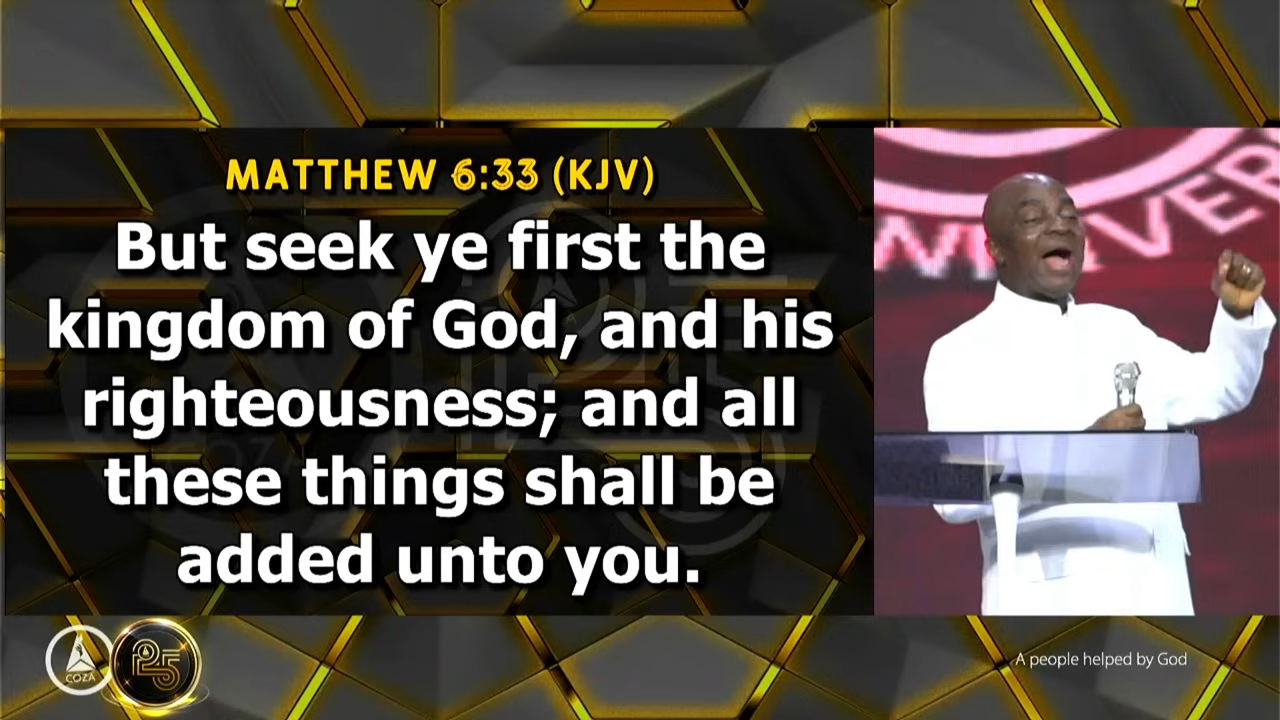 MATTHEW 6:33 (KJV)
But seek ye first the
kingdom of God, and his
righteousness; and all
these things shall be
added unto you.
COZA
25
A people helped by God